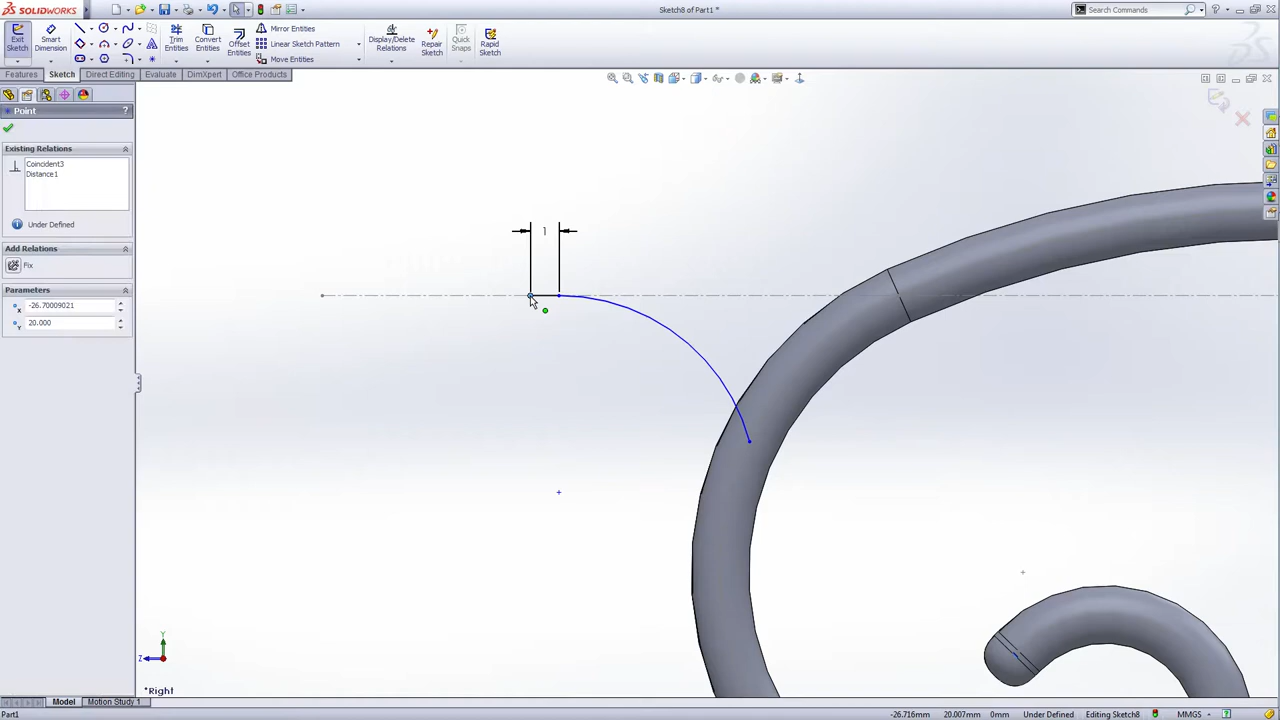 SOLIDWORKS
Sketch8 of Part1 *
Search Commands
Exit Sketch
Smart Dimension
Trim Entities
Convert Entities
Offset Entities
Mirror Entities
Linear Sketch Pattern
Move Entities
Display/Delete Relations
Repair Sketch
Quick Snaps
Rapid Sketch
Features
Sketch
Direct Editing
Evaluate
DimXpert
Office Products
Point
?
Existing Relations
Coincident3
Distance1
Under Defined
Add Relations
Fix
Parameters
-26.70009021
20.000
1
Y
Z
*Right
Model
Motion Study 1
Part1
-26.716mm
20.007mm
0mm
Under Defined
Editing Sketch8
MMGS